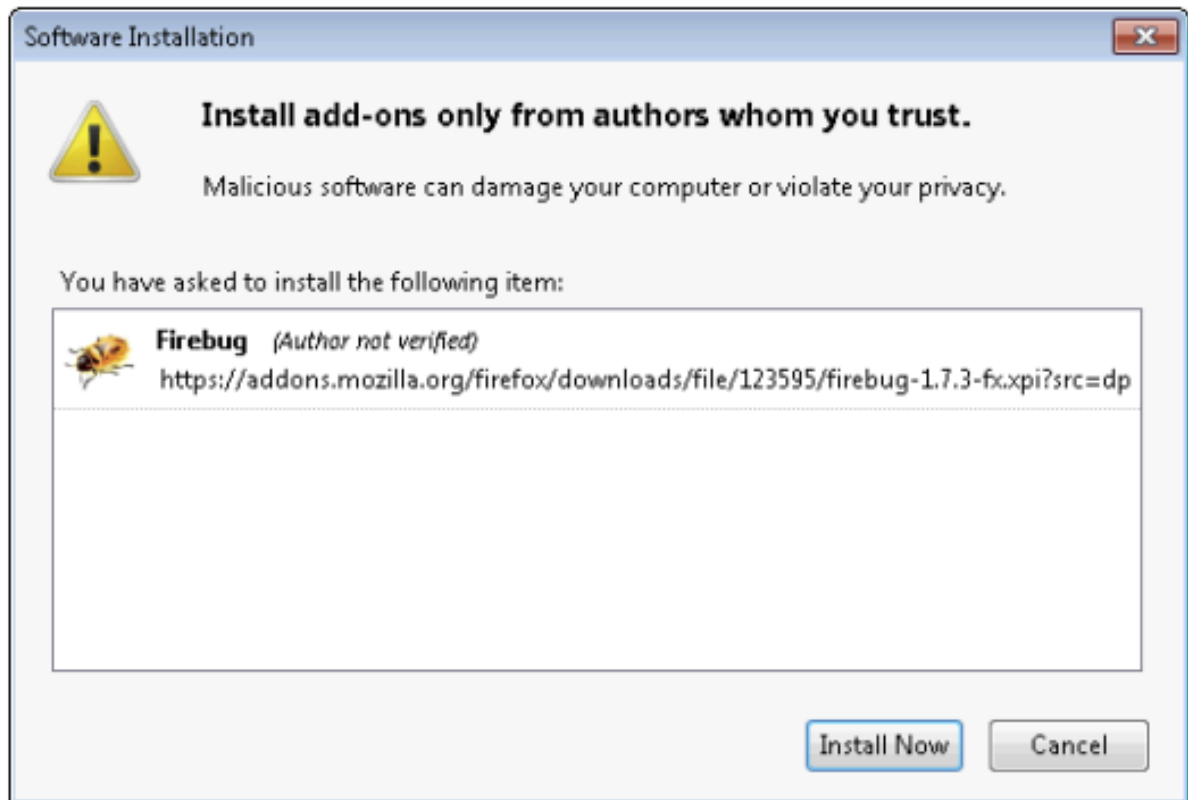 Software Installation
Install add-ons only from authors whom you trust.
Malicious software can damage your computer or violate your privacy.
You have asked to install the following item:
Firebug (Author not verified)
https://addons.mozilla.org/firefox/downloads/file/123595/firebug-1.7.3-fx.xpi?src=dp
Install Now Cancel